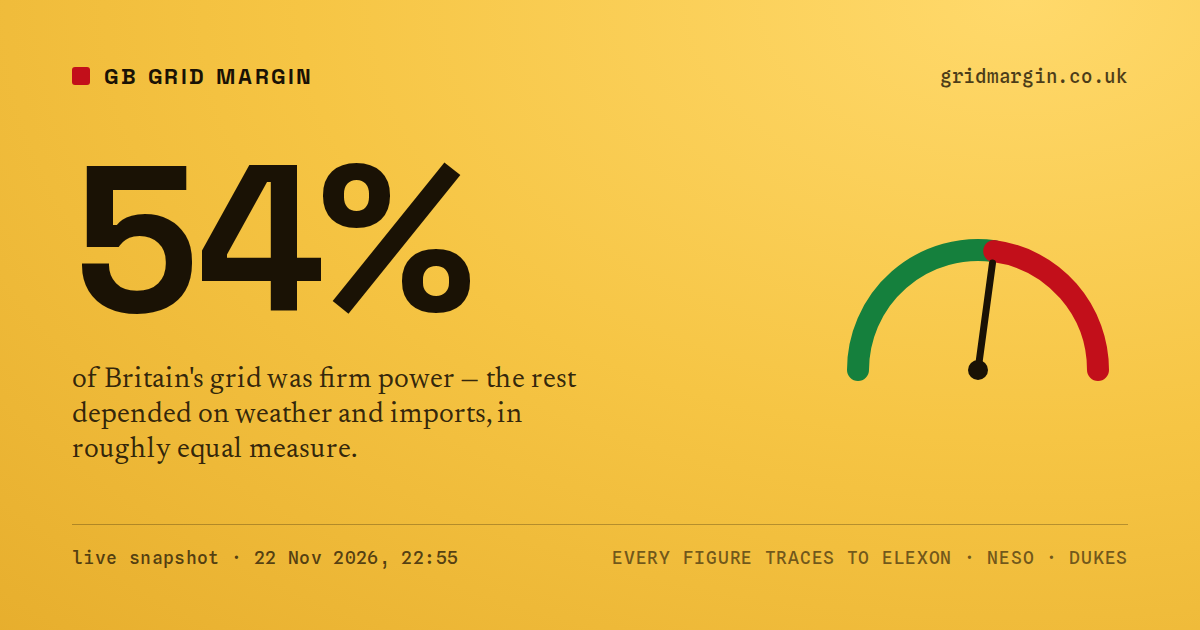 GB GRID MARGIN
gridmargin.co.uk
54%
of Britain's grid was firm power — the rest
depended on weather and imports, in
roughly equal measure.
live snapshot · 22 Nov 2026, 22:55
EVERY FIGURE TRACES TO ELEXON · NESO · DUKES